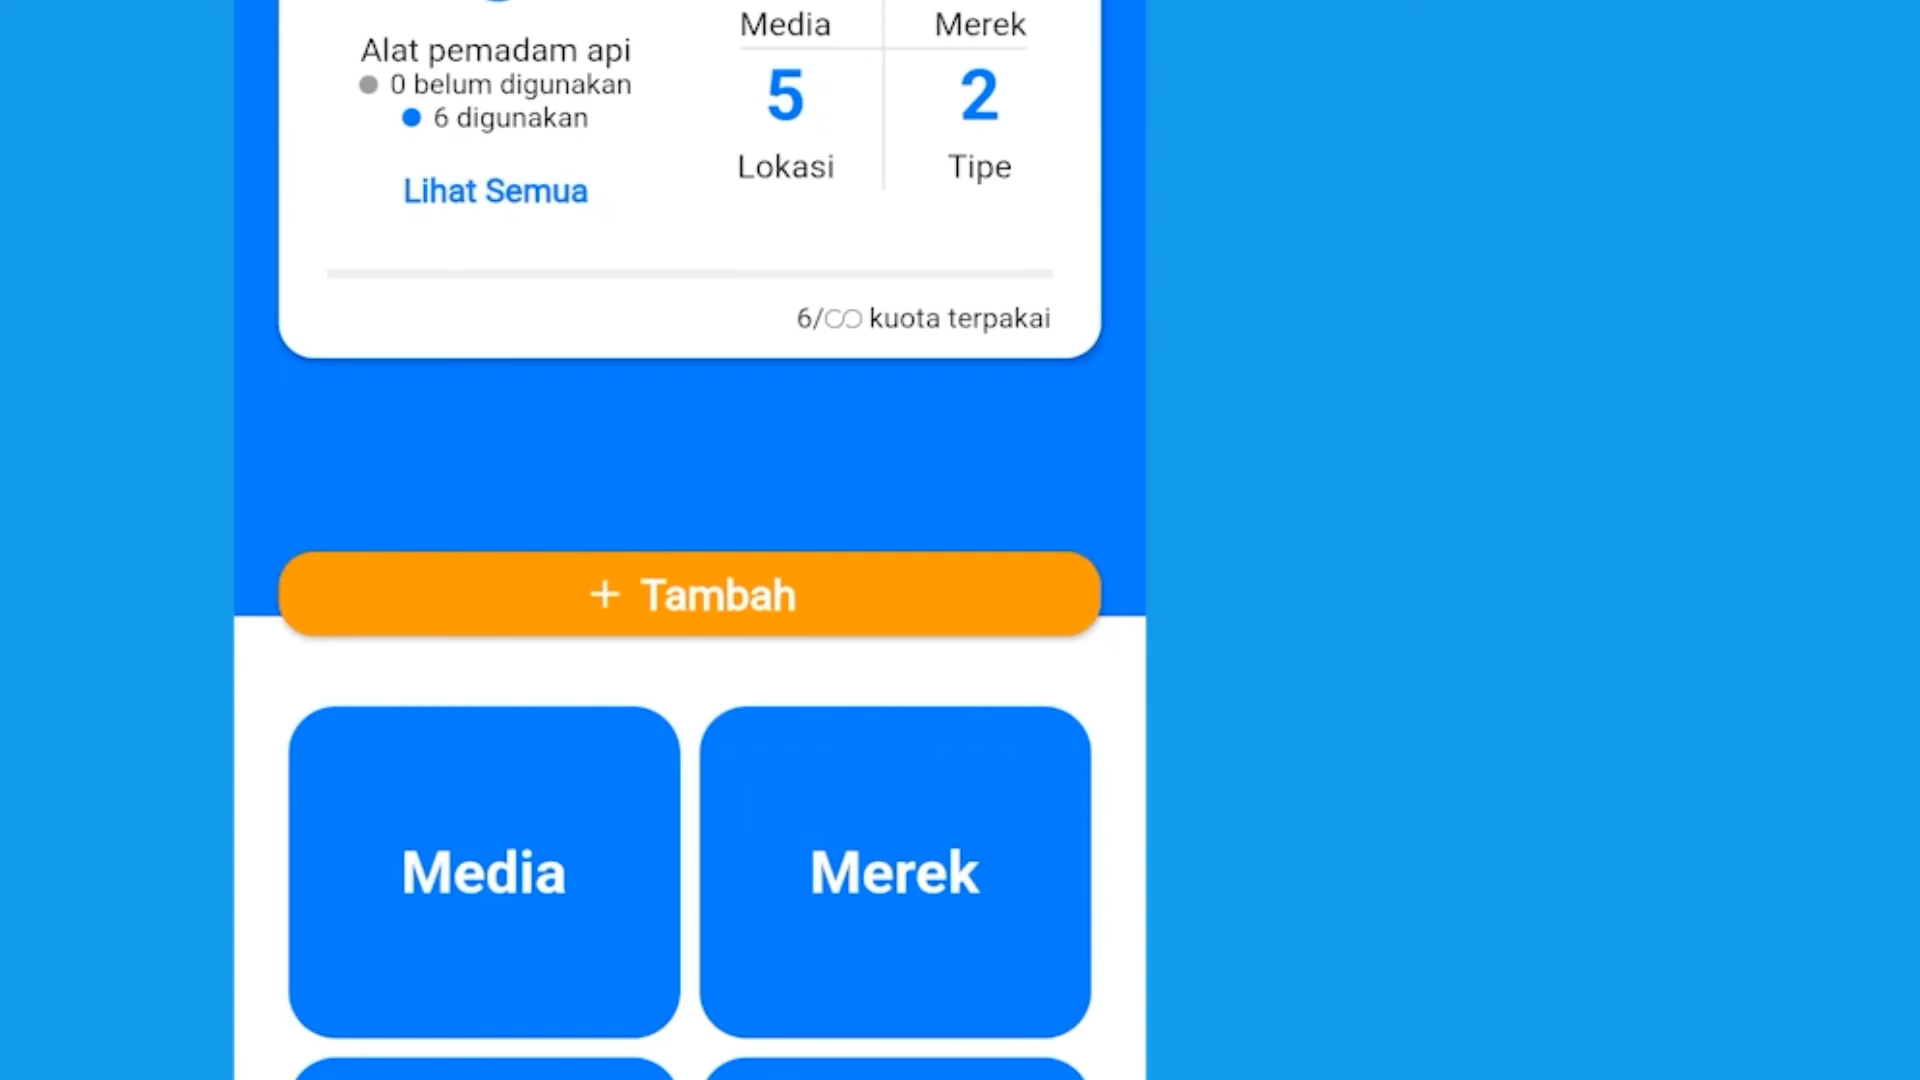 Alat pemadam api
0 belum digunakan
6 digunakan
Lihat Semua
Media
Merek
5
2
Lokasi
Tipe
6/∞ kuota terpakai
+ Tambah
Media
Merek